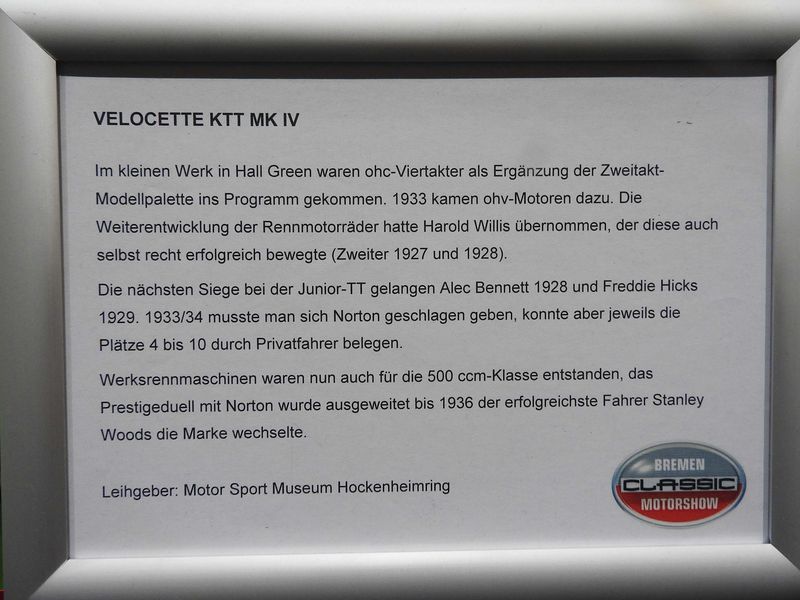 VELOCETTE KTT MK IV
Im kleinen Werk in Hall Green waren ohc-Viertakter als Ergänzung der Zweitakt-
Modellpalette ins Programm gekommen. 1933 kamen ohv-Motoren dazu. Die
Weiterentwicklung der Rennmotorräder hatte Harold Willis übernommen, der diese auch
selbst recht erfolgreich bewegte (Zweiter 1927 und 1928).
Die nächsten Siege bei der Junior-TT gelangen Alec Bennett 1928 und Freddie Hicks
1929. 1933/34 musste man sich Norton geschlagen geben, konnte aber jeweils die
Plätze 4 bis 10 durch Privatfahrer belegen.
Werksrennmaschinen waren nun auch für die 500 ccm-Klasse entstanden, das
Prestigeduell mit Norton wurde ausgeweitet bis 1936 der erfolgreichste Fahrer Stanley
Woods die Marke wechselte.
Leihgeber: Motor Sport Museum Hockenheimring
BREMEN
CLASSIC
MOTORSHOW